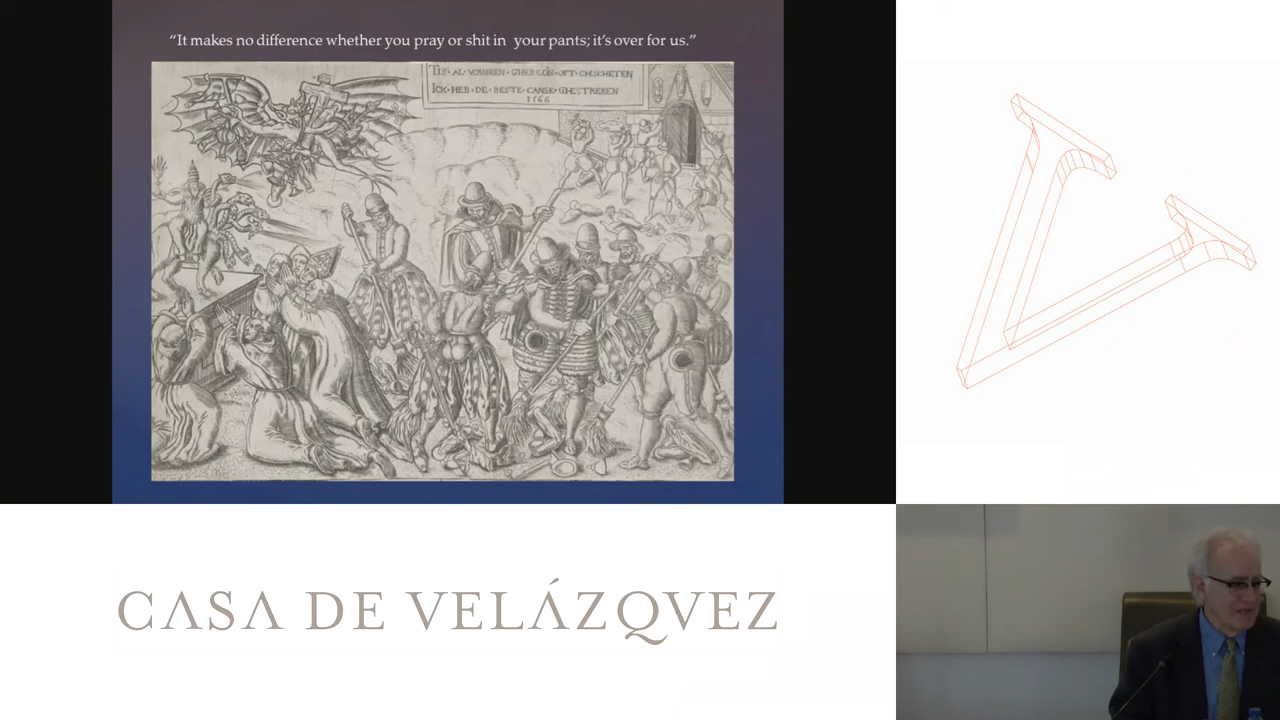 “It makes no difference whether you pray or shit in your pants; it’s over for us.”
TIS · AL · VERLOREN · GHEBEDEN · OFT · GHESCHETEN
ICK · HEB · DE · BESTE · CANSE · GHESTREKEN
1566
CASA DE VELÁZQVEZ